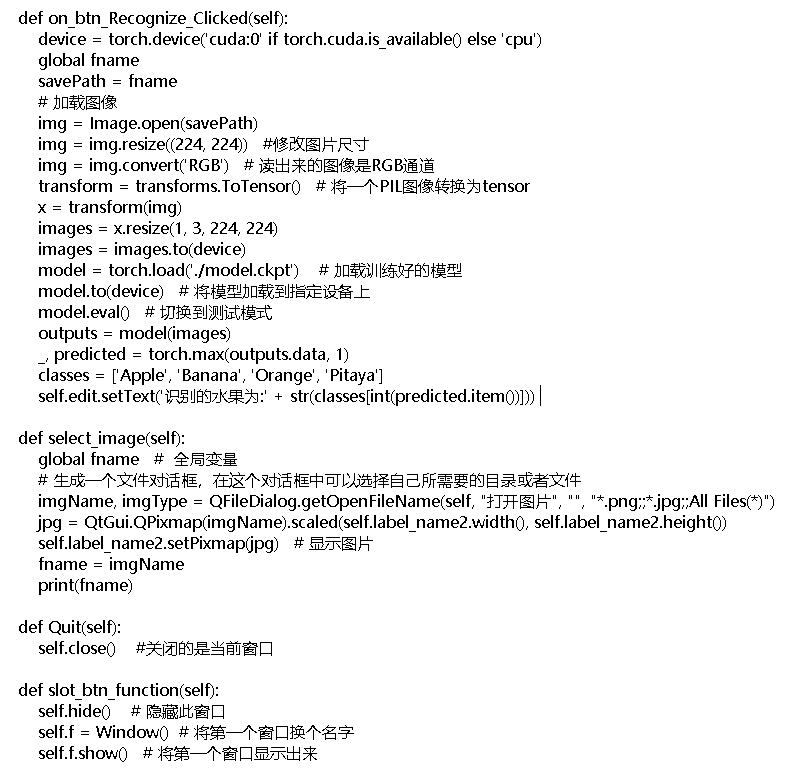 def on_btn_Recognize_Clicked(self):
device = torch.device('cuda:0' if torch.cuda.is_available() else 'cpu')
global fname
savePath = fname
# 加载图像
img = Image.open(savePath)
img = img.resize((224, 224)) #修改图片尺寸
img = img.convert('RGB') # 读出来的图像是RGB通道
transform = transforms.ToTensor() # 将一个PIL图像转换为tensor
x = transform(img)
images = x.resize(1, 3, 224, 224)
images = images.to(device)
model = torch.load('./model.ckpt') # 加载训练好的模型
model.to(device) # 将模型加载到指定设备上
model.eval() # 切换到测试模式
outputs = model(images)
_, predicted = torch.max(outputs.data, 1)
classes = ['Apple', 'Banana', 'Orange', 'Pitaya']
self.edit.setText('识别的水果为:' + str(classes[int(predicted.item())]))
def select_image(self):
global fname # 全局变量
# 生成一个文件对话框，在这个对话框中可以选择自己所需要的目录或者文件
imgName, imgType = QFileDialog.getOpenFileName(self, "打开图片", "", "*.png;;*.jpg;;All Files(*)")
jpg = QtGui.QPixmap(imgName).scaled(self.label_name2.width(), self.label_name2.height())
self.label_name2.setPixmap(jpg) # 显示图片
fname = imgName
print(fname)
def Quit(self):
self.close() #关闭的是当前窗口
def slot_btn_function(self):
self.hide() # 隐藏此窗口
self.f = Window() # 将第一个窗口换个名字
self.f.show() # 将第一个窗口显示出来